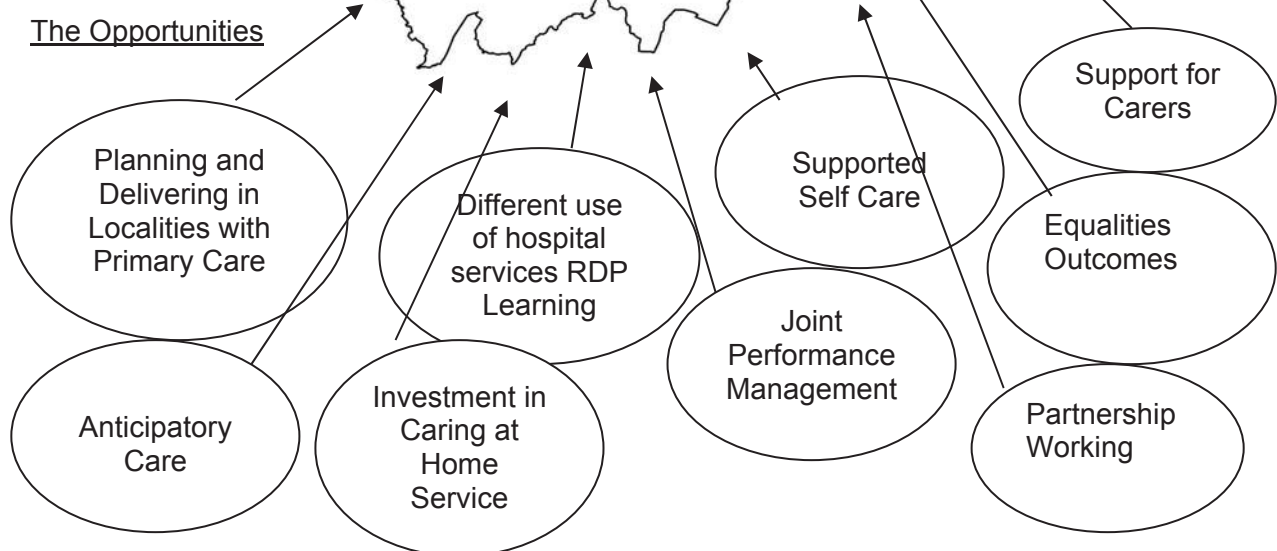 The Opportunities
Support for
Carers
Planning and
Delivering in
Localities with
Primary Care
Supported
Self Care
Different use
of hospital
services RDP
Learning
Equalities
Outcomes
Joint
Performance
Management
Anticipatory
Care
Investment in
Caring at
Home
Service
Partnership
Working